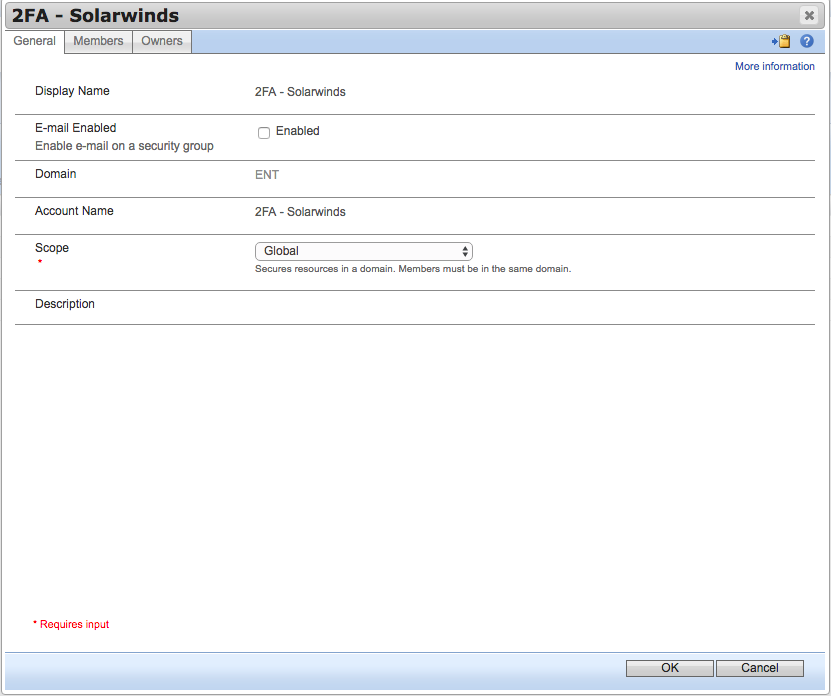 2FA - Solarwinds
General Members Owners
More information
Display Name 2FA - Solarwinds
E-mail Enabled Enabled
Enable e-mail on a security group
Domain ENT
Account Name 2FA - Solarwinds
Scope Global
* Secures resources in a domain. Members must be in the same domain.
Description
* Requires input
OK Cancel